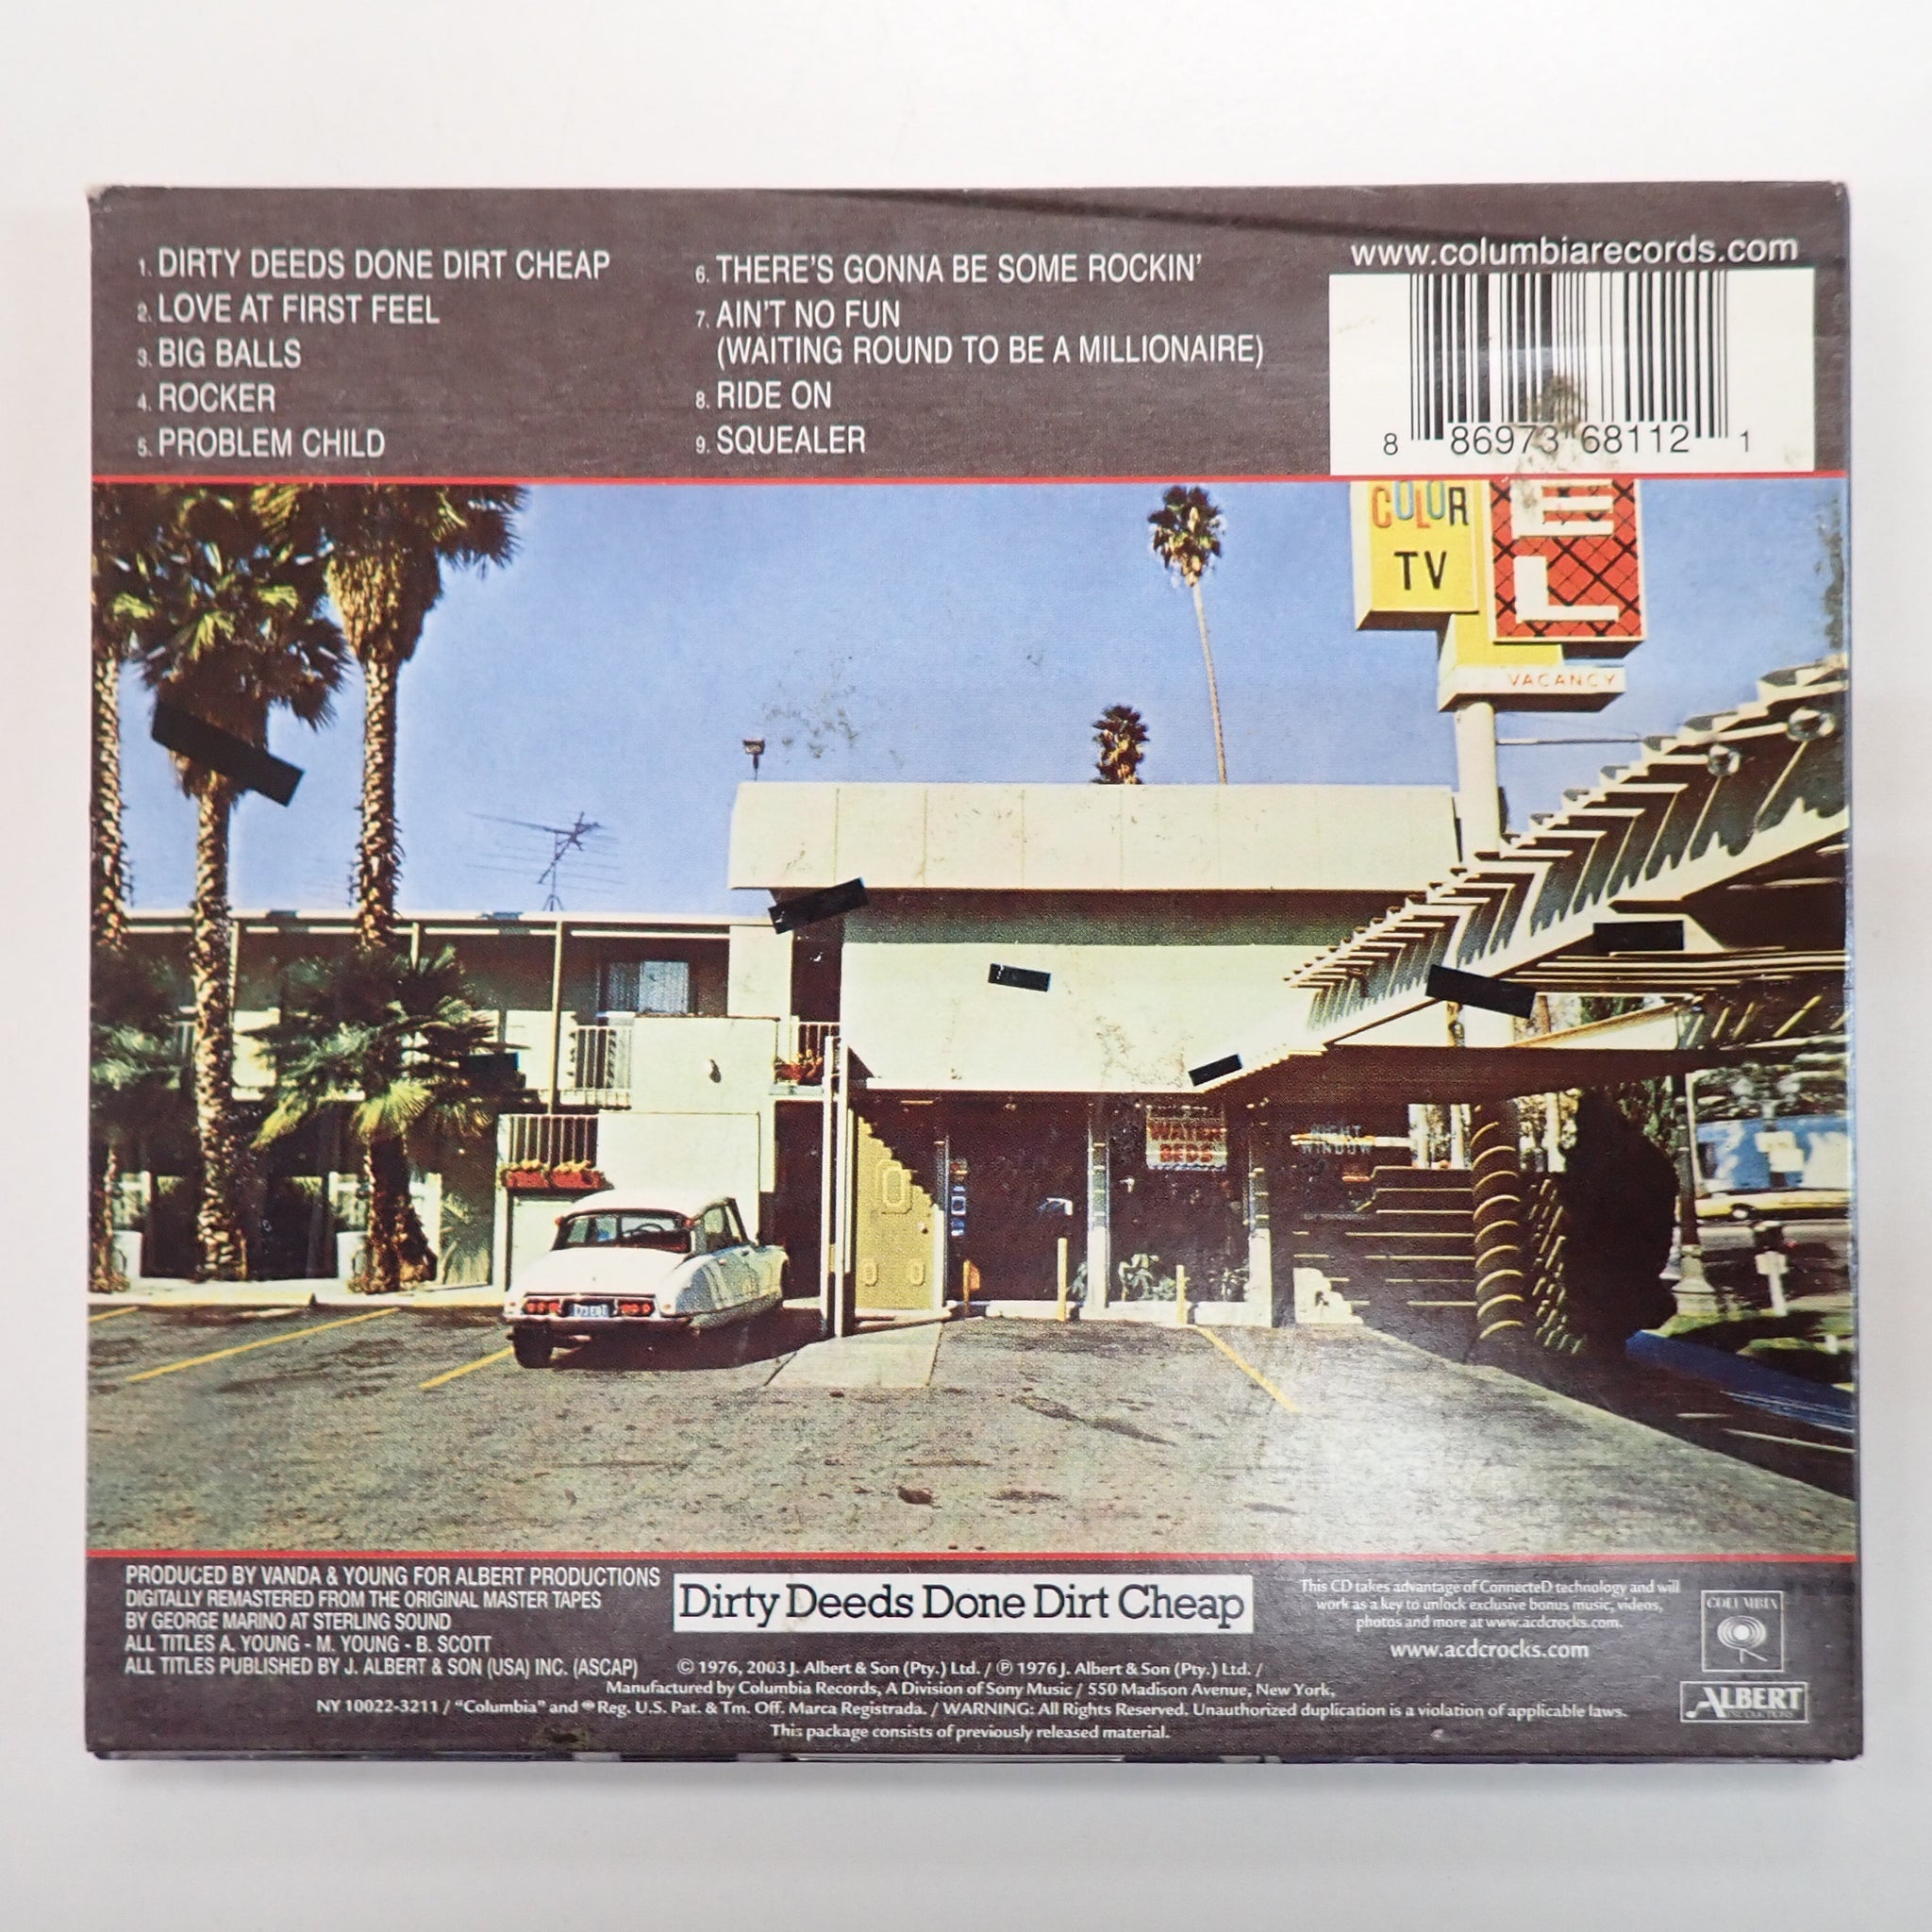 1. DIRTY DEEDS DONE DIRT CHEAP
2. LOVE AT FIRST FEEL
3. BIG BALLS
4. ROCKER
5. PROBLEM CHILD
6. THERE'S GONNA BE SOME ROCKIN'
7. AIN'T NO FUN
(WAITING ROUND TO BE A MILLIONAIRE)
8. RIDE ON
9. SQUEALER
www.columbiarecords.com
8 86973 68112 1
COLOR
TV
EL
VACANCY
WATER
BEDS
NIGHT
WINDOW
PRODUCED BY VANDA & YOUNG FOR ALBERT PRODUCTIONS
DIGITALLY REMASTERED FROM THE ORIGINAL MASTER TAPES
BY GEORGE MARINO AT STERLING SOUND
ALL TITLES A. YOUNG - M. YOUNG - B. SCOTT
ALL TITLES PUBLISHED BY J. ALBERT & SON (USA) INC. (ASCAP)
Dirty Deeds Done Dirt Cheap
This CD takes advantage of ConnecteD technology and will
work as a key to unlock exclusive bonus music, videos,
photos and more at www.acdcrocks.com.
www.acdcrocks.com
COLUMBIA
ALBERT
PRODUCTIONS
© 1976, 2003 J. Albert & Son (Pty.) Ltd. / ℗ 1976 J. Albert & Son (Pty.) Ltd. /
Manufactured by Columbia Records, A Division of Sony Music / 550 Madison Avenue, New York,
NY 10022-3211 / "Columbia" and Reg. U.S. Pat. & Tm. Off. Marca Registrada. / WARNING: All Rights Reserved. Unauthorized duplication is a violation of applicable laws.
This package consists of previously released material.